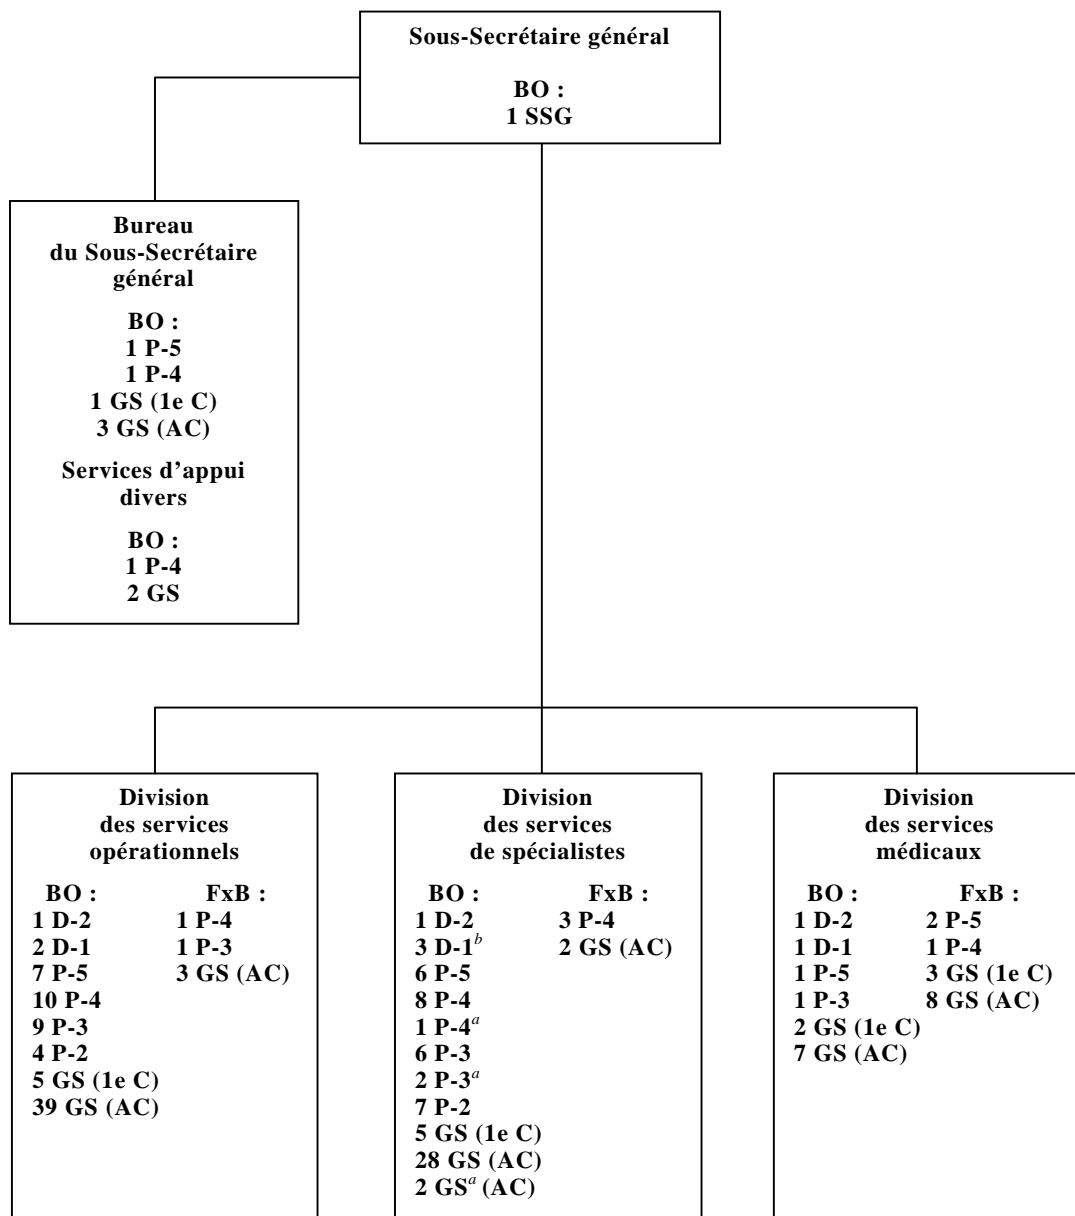 Sous-Secrétaire général
BO :
1 SSG
Bureau
du Sous-Secrétaire
général
BO :
1 P-5
1 P-4
1 GS (1e C)
3 GS (AC)
Services d'appui
divers
BO :
1 P-4
2 GS
Division
des services
opérationnels
BO :
1 D-2
2 D-1
7 P-5
10 P-4
9 P-3
4 P-2
5 GS (1e C)
39 GS (AC)
FxB :
1 P-4
1 P-3
3 GS (AC)
Division
des services
de spécialistes
BO :
1 D-2
3 D-1b
6 P-5
8 P-4
1 P-4a
6 P-3
2 P-3a
7 P-2
5 GS (1e C)
28 GS (AC)
2 GSa (AC)
FxB :
3 P-4
2 GS (AC)
Division
des services
médicaux
BO :
1 D-2
1 D-1
1 P-5
1 P-3
2 GS (1e C)
7 GS (AC)
FxB :
2 P-5
1 P-4
3 GS (1e C)
8 GS (AC)